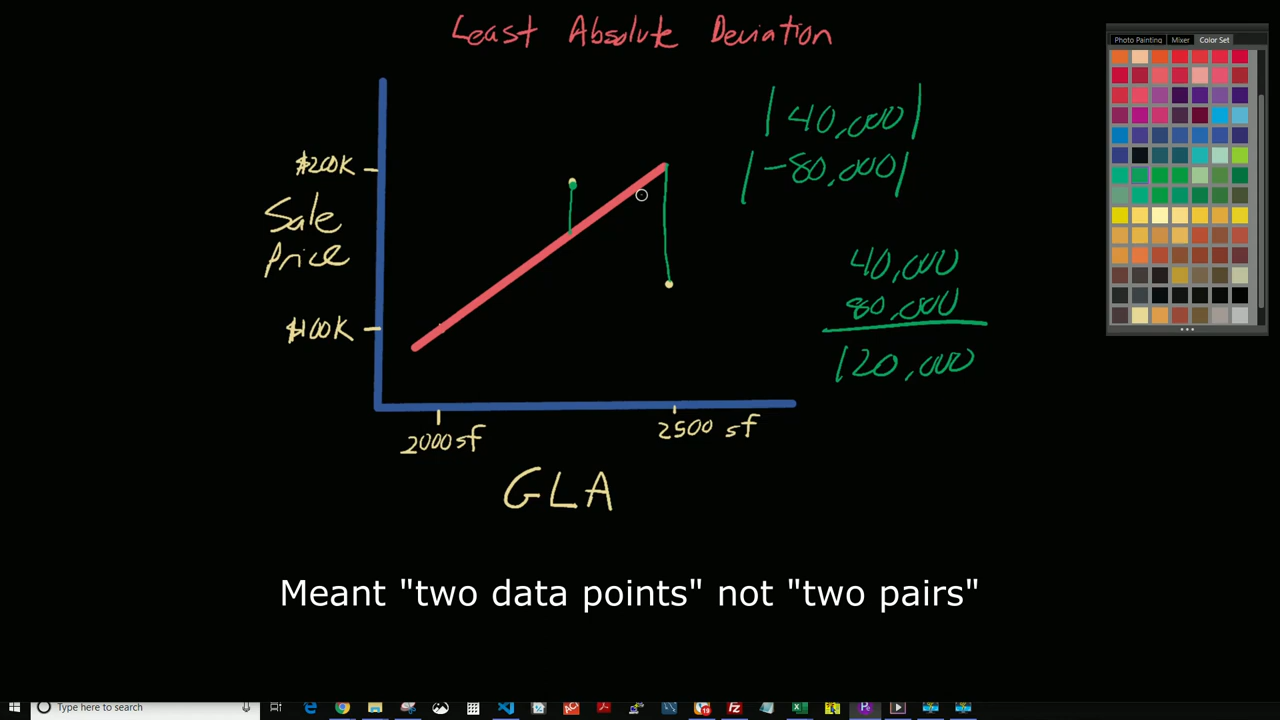 Least Absolute Deviation
Photo Painting Mixer Color Set
|40,000|
|-80,000|
$200K
Sale
Price
$100K
40,000
80,000
120,000
2000 sf
2500 sf
GLA
Meant "two data points" not "two pairs"
Type here to search